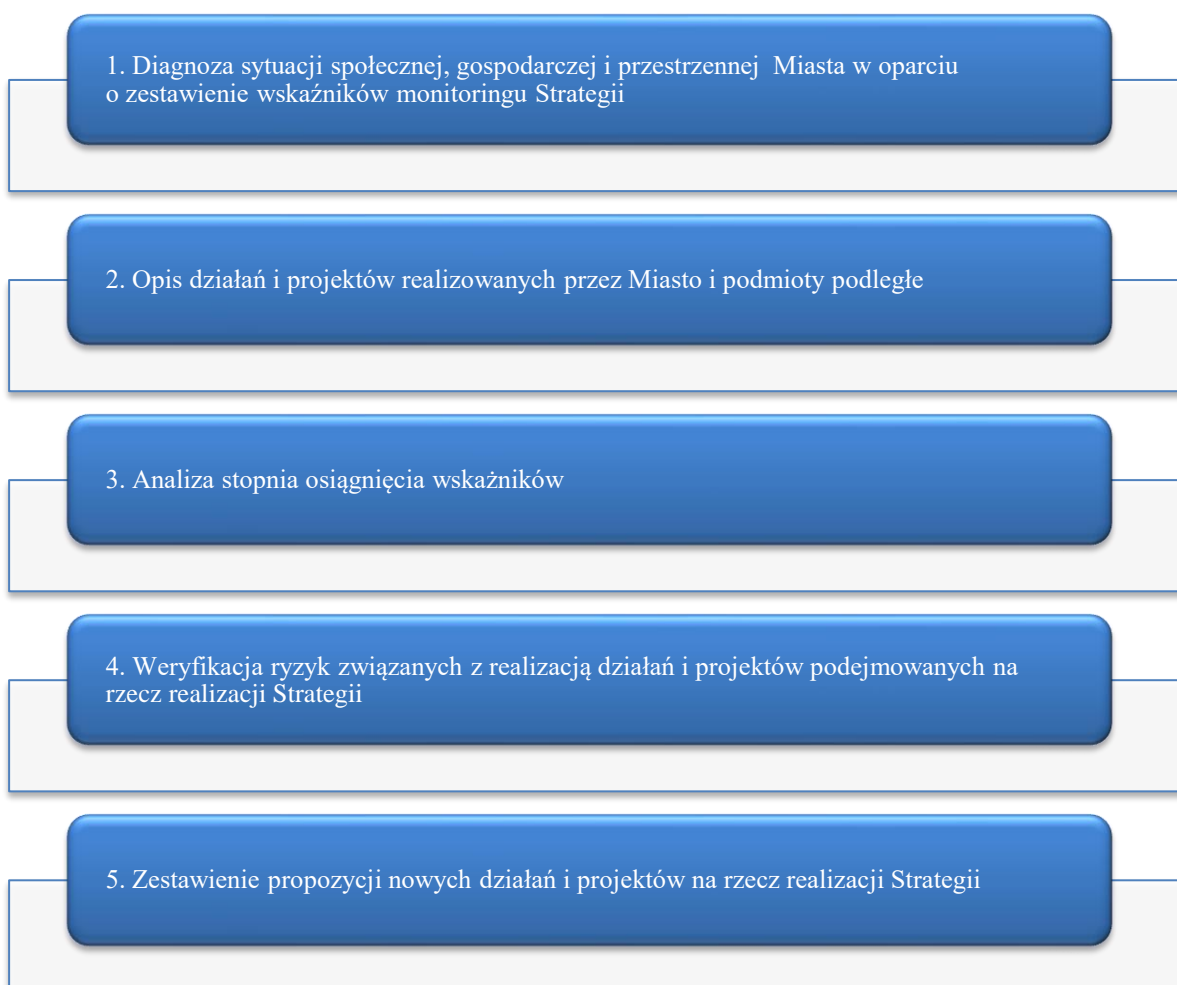 1. Diagnoza sytuacji społecznej, gospodarczej i przestrzennej  Miasta w oparciu
o zestawienie wskaźników monitoringu Strategii
2. Opis działań i projektów realizowanych przez Miasto i podmioty podległe
3. Analiza stopnia osiągnięcia wskażników
4. Weryfikacja ryzyk związanych z realizacją działań i projektów podejmowanych na
rzecz realizacji Strategii
5. Zestawienie propozycji nowych działań i projektów na rzecz realizacji Strategii